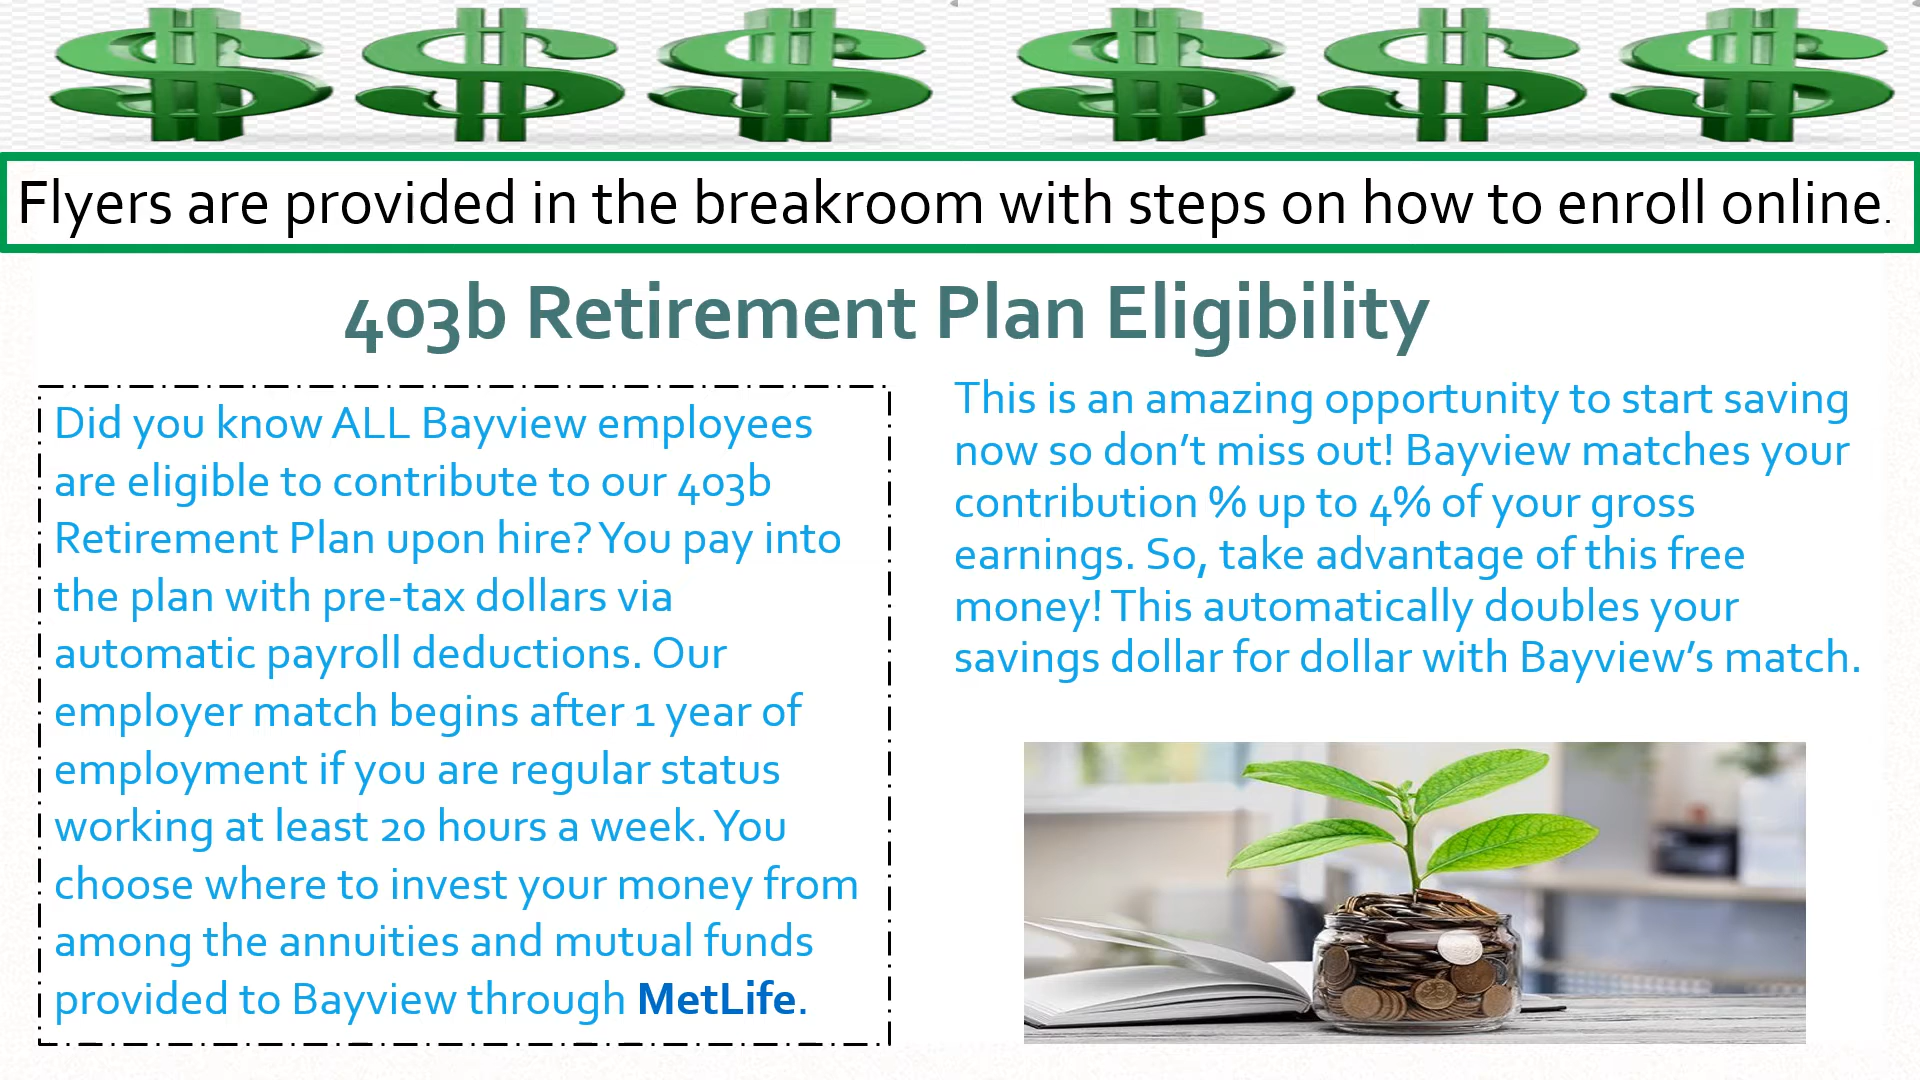 Flyers are provided in the breakroom with steps on how to enroll online.
403b Retirement Plan Eligibility
Did you know ALL Bayview employees
are eligible to contribute to our 403b
Retirement Plan upon hire? You pay into
the plan with pre-tax dollars via
automatic payroll deductions. Our
employer match begins after 1 year of
employment if you are regular status
working at least 20 hours a week. You
choose where to invest your money from
among the annuities and mutual funds
provided to Bayview through MetLife.
This is an amazing opportunity to start saving
now so don’t miss out! Bayview matches your
contribution % up to 4% of your gross
earnings. So, take advantage of this free
money! This automatically doubles your
savings dollar for dollar with Bayview’s match.